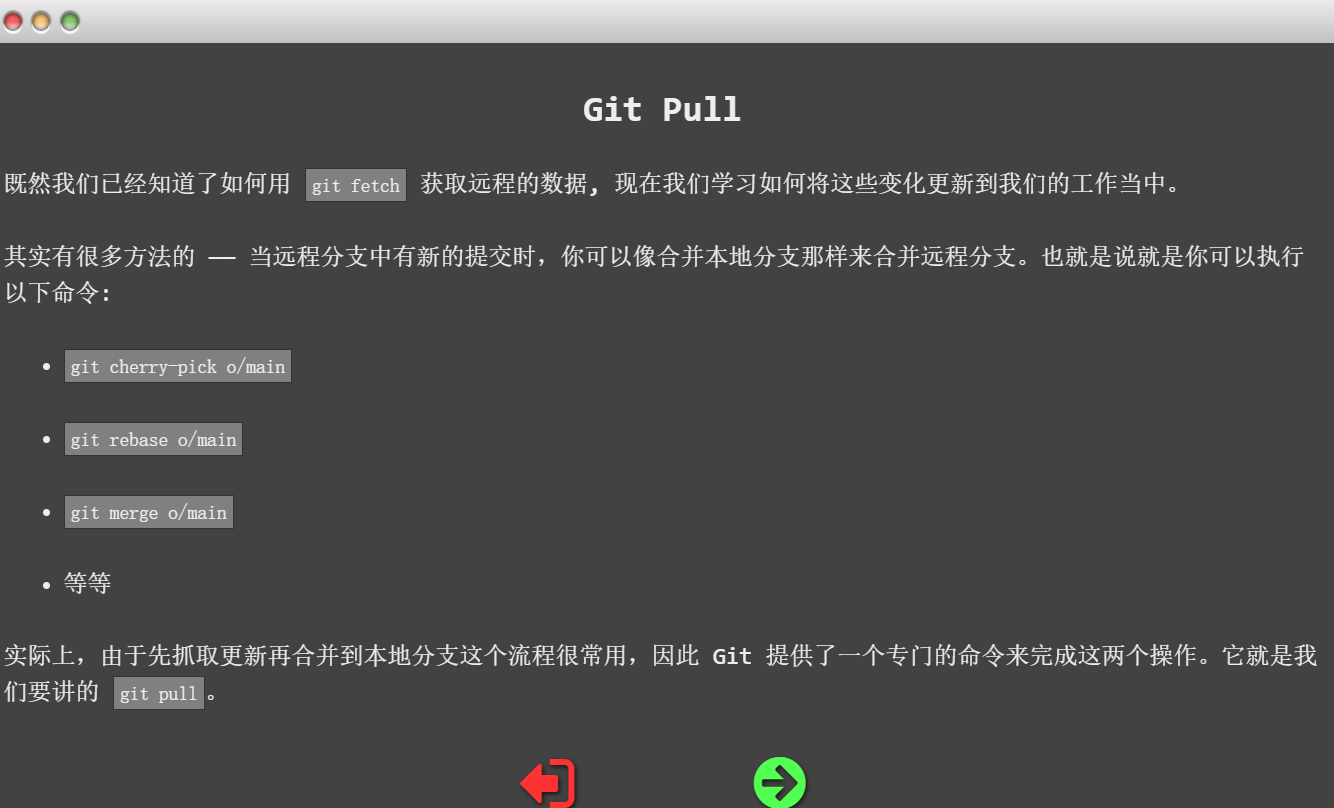 Git Pull
既然我们已经知道了如何用 git fetch 获取远程的数据, 现在我们学习如何将这些变化更新到我们的工作当中。
其实有很多方法的 —— 当远程分支中有新的提交时，你可以像合并本地分支那样来合并远程分支。也就是说就是你可以执行
以下命令:
• git cherry-pick o/main
• git rebase o/main
• git merge o/main
• 等等
实际上，由于先抓取更新再合并到本地分支这个流程很常用，因此 Git 提供了一个专门的命令来完成这两个操作。它就是我
们要讲的 git pull。